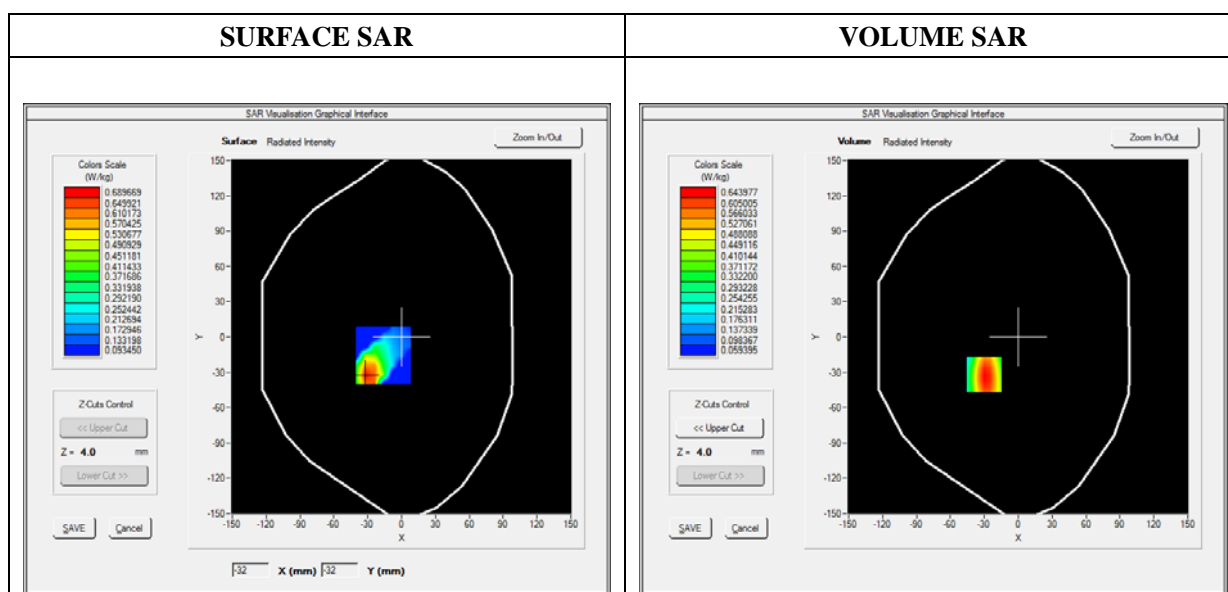 SURFACE SAR
VOLUME SAR
SAR Visualisation Graphical Interface
Surface Radiated Intensity
Zoom In/Out
Colors Scale
(W/kg)
0.689669
0.649921
0.610173
0.570425
0.530677
0.490929
0.451181
0.411433
0.371686
0.331938
0.292190
0.252442
0.212694
0.172946
0.133198
0.093450
Z-Cuts Control
<< Upper Cut
Z = 4.0 mm
Lower Cut >>
SAVE Cancel
150
120
90
60
30
Y 0
-30
-60
-90
-120
-150
-150 -120 -90 -60 -30 0 30 60 90 120 150
X
-32 X (mm) -32 Y (mm)
SAR Visualisation Graphical Interface
Volume Radiated Intensity
Zoom In/Out
Colors Scale
(W/kg)
0.643977
0.605005
0.566033
0.527061
0.488088
0.449116
0.410144
0.371172
0.332200
0.293228
0.254255
0.215283
0.176311
0.137339
0.098367
0.059395
Z-Cuts Control
<< Upper Cut
Z = 4.0 mm
Lower Cut >>
SAVE Cancel
150
120
90
60
30
Y 0
-30
-60
-90
-120
-150
-150 -120 -90 -60 -30 0 30 60 90 120 150
X